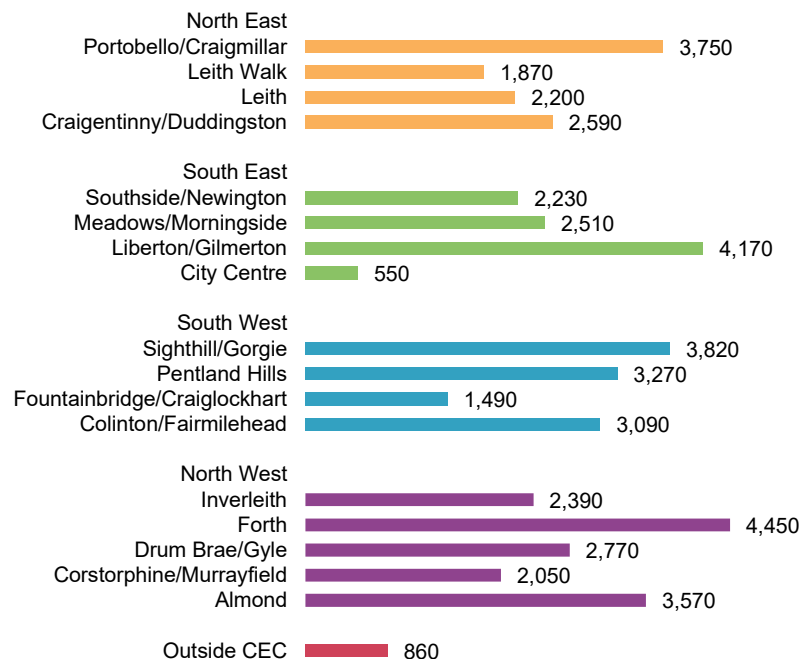 North East
Portobello/Craigmillar 3,750
Leith Walk 1,870
Leith 2,200
Craigentinny/Duddingston 2,590
South East
Southside/Newington 2,230
Meadows/Morningside 2,510
Liberton/Gilmerton 4,170
City Centre 550
South West
Sighthill/Gorgie 3,820
Pentland Hills 3,270
Fountainbridge/Craiglockhart 1,490
Colinton/Fairmilehead 3,090
North West
Inverleith 2,390
Forth 4,450
Drum Brae/Gyle 2,770
Corstorphine/Murrayfield 2,050
Almond 3,570
Outside CEC 860